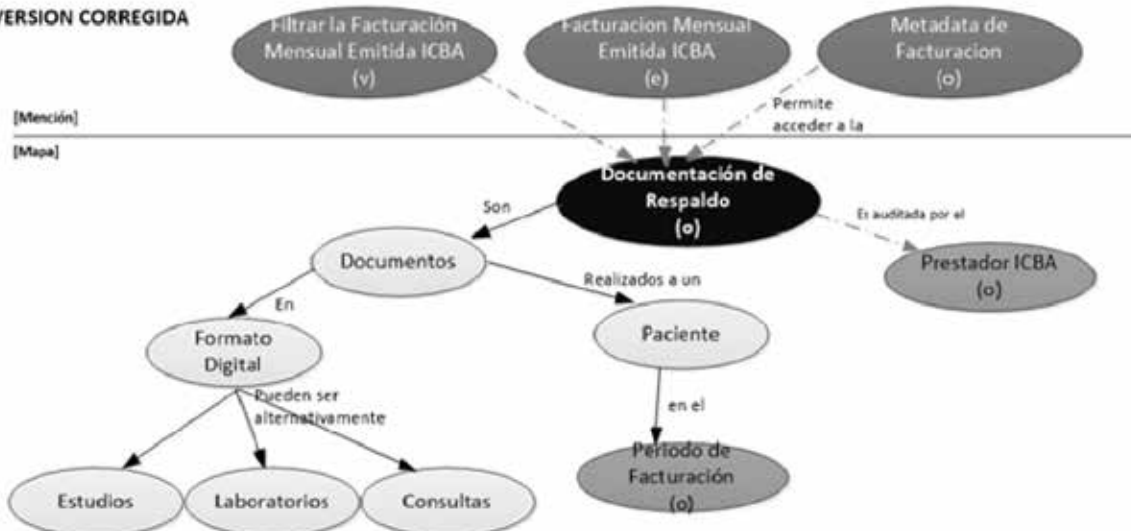 VERSION CORREGIDA
Filtrar la Facturación
Mensual Emitida ICBA
(v)
Facturacion Mensual
Emitida ICBA
(e)
Metadata de
Facturacion
(o)
Permite
acceder a la
[Mención]
[Mapa]
Documentación de
Respaldo
(o)
Son
Es auditada por el
Documentos
Prestador ICBA
(o)
Realizados a un
En
Formato
Digital
Paciente
Pueden ser
alternativamente
en el
Periodo de
Facturación
(o)
Estudios
Laboratorios
Consultas